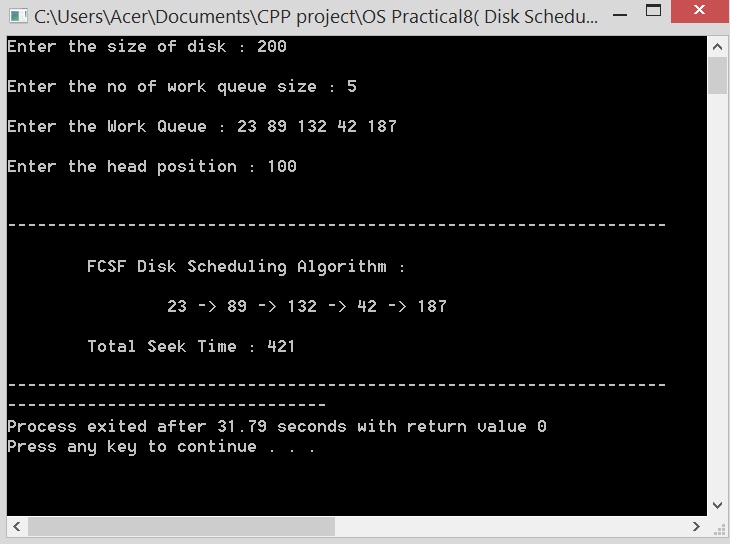 C:\Users\Acer\Documents\CPP project\OS Practical8( Disk Schedu...
Enter the size of disk : 200
Enter the no of work queue size : 5
Enter the Work Queue : 23 89 132 42 187
Enter the head position : 100
------------------------------------------------------------------
FCSF Disk Scheduling Algorithm :
23 -> 89 -> 132 -> 42 -> 187
Total Seek Time : 421
------------------------------------------------------------------
--------------------------------
Process exited after 31.79 seconds with return value 0
Press any key to continue . . .